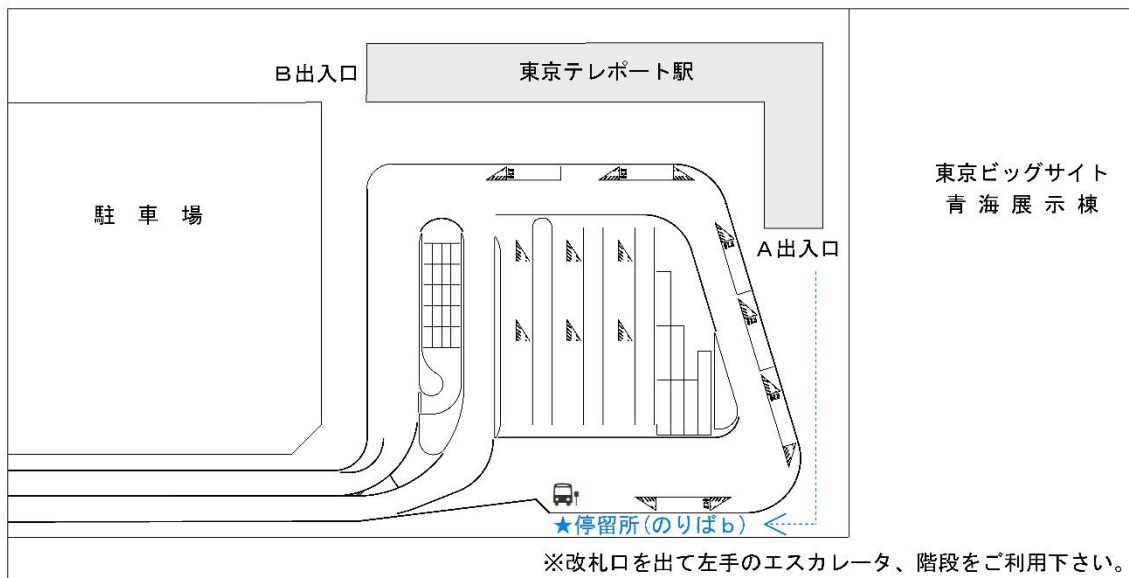 B出入口
東京テレポート駅
駐車場
東京ビッグサイト
青海展示棟
A出入口
★停留所(のりばb)
※改札口を出て左手のエスカレータ、階段をご利用下さい。